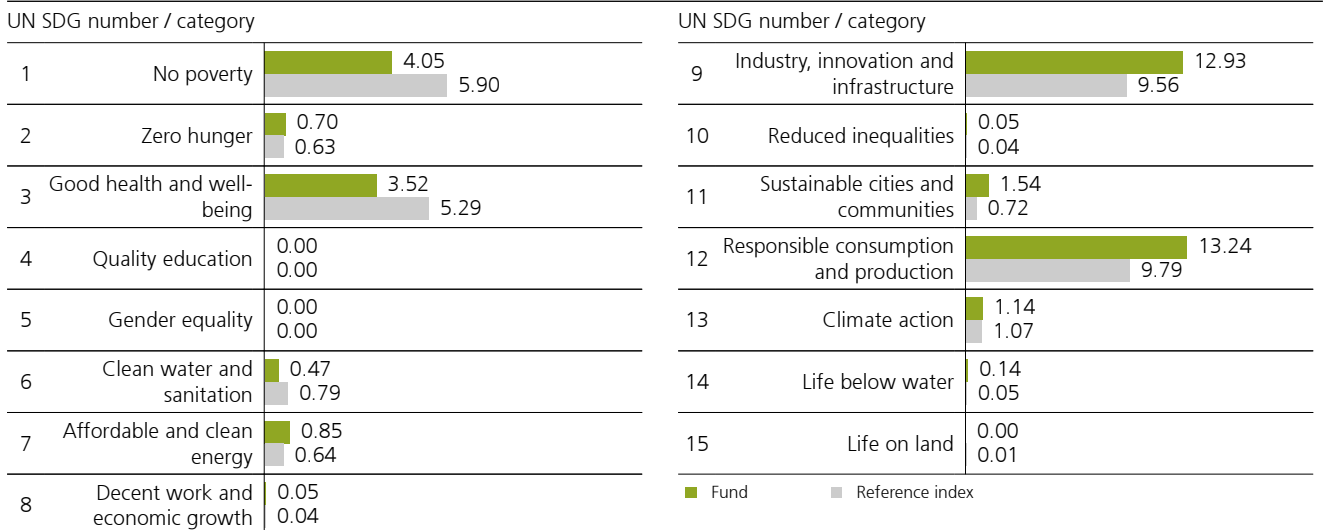 UN SDG number / category
1 No poverty 4.05
5.90
2 Zero hunger 0.70
0.63
3 Good health and well-
being 3.52
5.29
4 Quality education 0.00
0.00
5 Gender equality 0.00
0.00
6 Clean water and
sanitation 0.47
0.79
7 Affordable and clean
energy 0.85
0.64
8 Decent work and
economic growth 0.05
0.04
UN SDG number / category
9 Industry, innovation and
infrastructure 12.93
9.56
10 Reduced inequalities 0.05
0.04
11 Sustainable cities and
communities 1.54
0.72
12 Responsible consumption
and production 13.24
9.79
13 Climate action 1.14
1.07
14 Life below water 0.14
0.05
15 Life on land 0.00
0.01
Fund Reference index